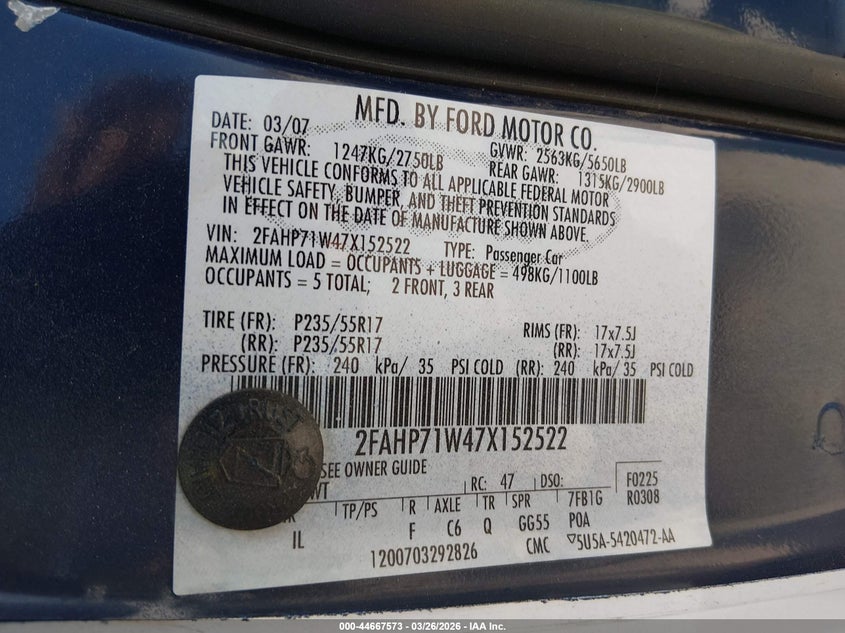 MFD. BY FORD MOTOR CO.
DATE: 03/07 GVWR: 2563KG/5650LB
FRONT GAWR: 1247KG/2750LB REAR GAWR: 1315KG/2900LB
THIS VEHICLE CONFORMS TO ALL APPLICABLE FEDERAL MOTOR
VEHICLE SAFETY, BUMPER, AND THEFT PREVENTION STANDARDS
IN EFFECT ON THE DATE OF MANUFACTURE SHOWN ABOVE.
VIN: 2FAHP71W47X152522 TYPE: Passenger Car
MAXIMUM LOAD = OCCUPANTS + LUGGAGE = 498KG/1100LB
OCCUPANTS = 5 TOTAL; 2 FRONT, 3 REAR
TIRE (FR): P235/55R17 RIMS (FR): 17x7.5J
(RR): P235/55R17 (RR): 17x7.5J
PRESSURE (FR): 240 kPa/ 35 PSI COLD (RR): 240 kPa/ 35 PSI COLD
2FAHP71W47X152522
SEE OWNER GUIDE
RC: 47 DSO: F0225
TP/PS R AXLE TR SPR 7FB1G R0308
IL F C6 Q GG55 POA
1200703292826 CMC 5U5A-5420472-AA
000-44667573 - 03/26/2026 - IAA Inc.